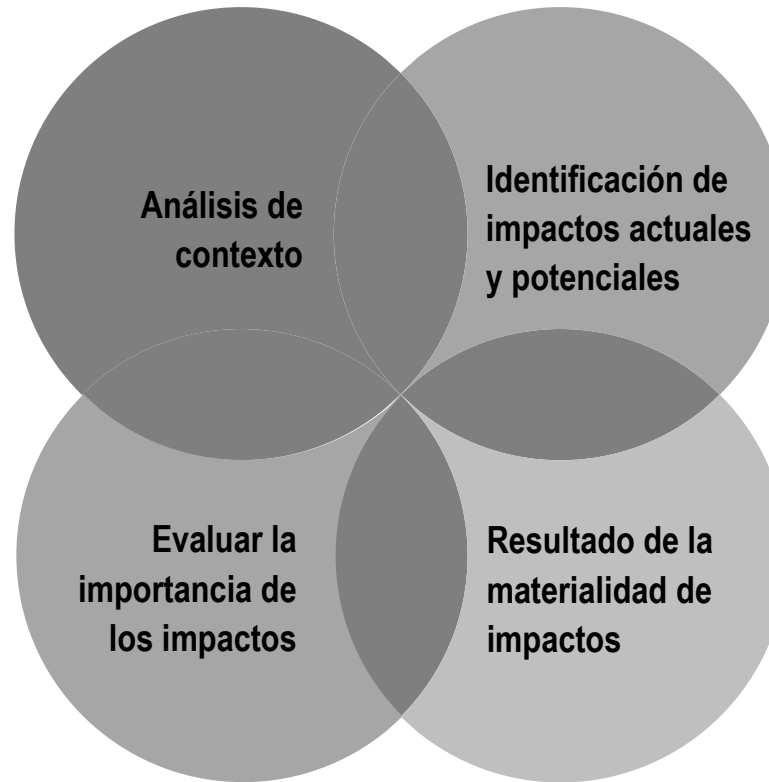 Análisis de
contexto
Identificación de
impactos actuales
y potenciales
Evaluar la
importancia de
los impactos
Resultado de la
materialidad de
impactos